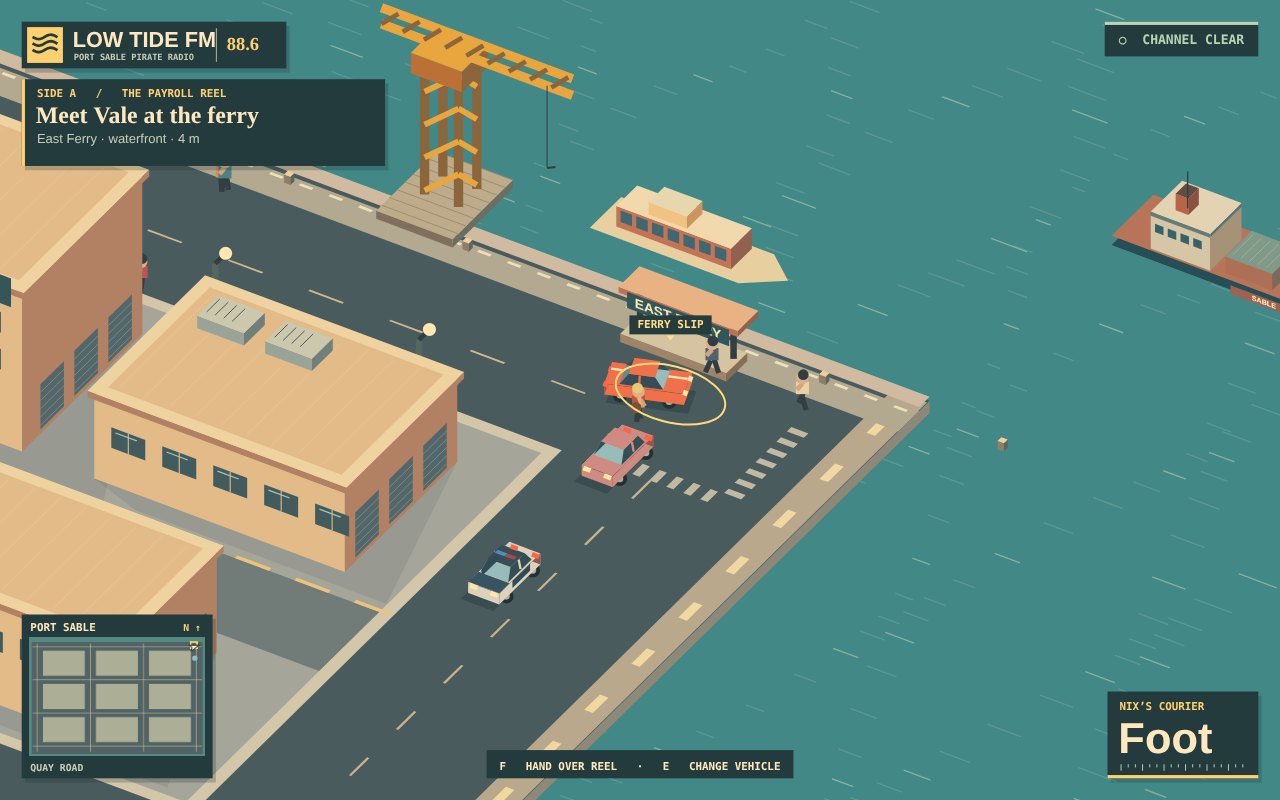 LOW TIDE FM
PORT SABLE PIRATE RADIO
88.6
CHANNEL CLEAR
SIDE A / THE PAYROLL REEL
Meet Vale at the ferry
East Ferry · waterfront · 4 m
SABLE
EAST
FERRY SLIP
PORT SABLE
N ↑
QUAY ROAD
F HAND OVER REEL · E CHANGE VEHICLE
NIX’S COURIER
Foot